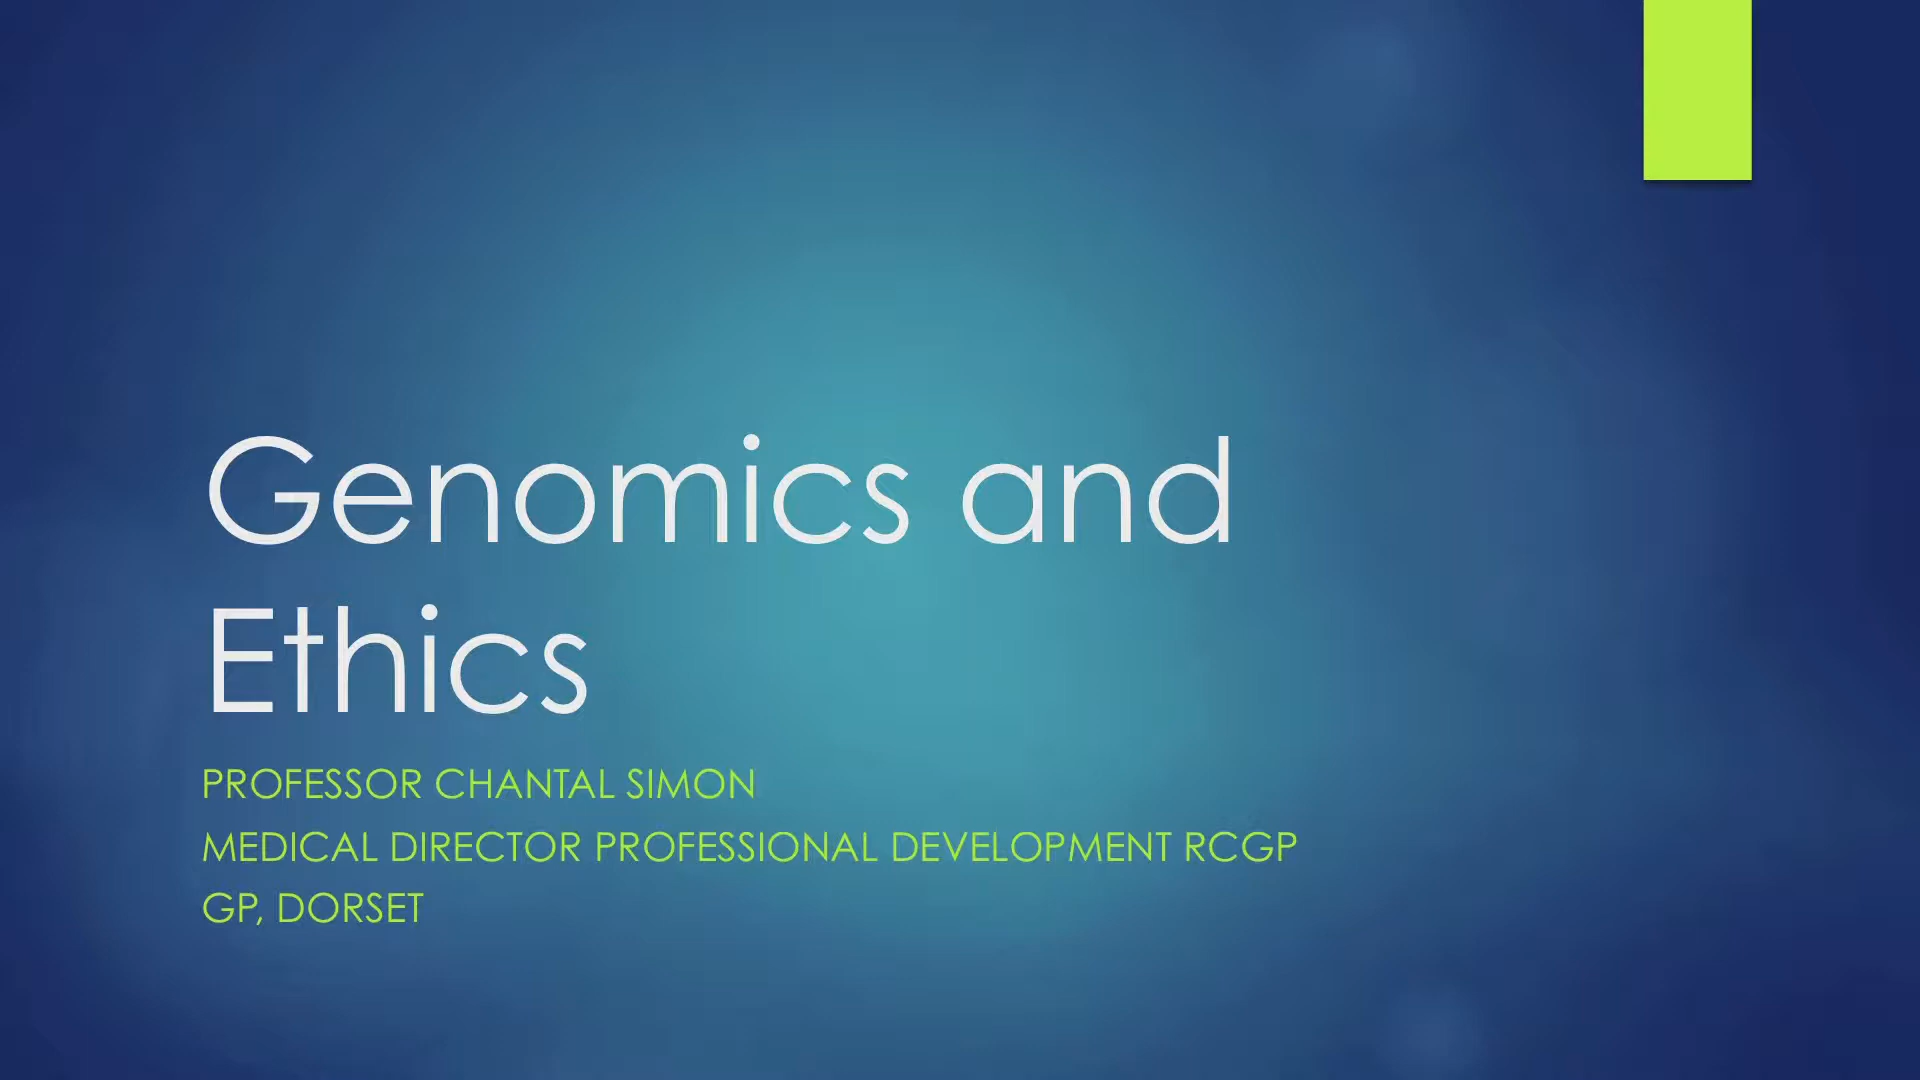 Genomics and
Ethics
PROFESSOR CHANTAL SIMON
MEDICAL DIRECTOR PROFESSIONAL DEVELOPMENT RCGP
GP, DORSET